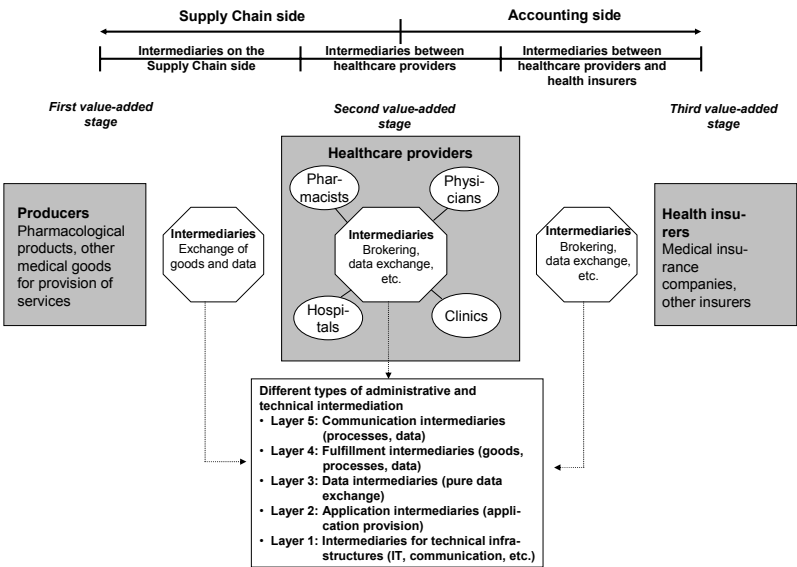 Supply Chain side
Accounting side
Intermediaries on the
Supply Chain side
Intermediaries between
healthcare providers
Intermediaries between
healthcare providers and
health insurers
First value-added
stage
Second value-added
stage
Third value-added
stage
Healthcare providers
Phar-
macists
Physi-
cians
Producers
Pharmacological
products, other
medical goods
for provision of
services
Intermediaries
Exchange of
goods and data
Intermediaries
Brokering,
data exchange,
etc.
Intermediaries
Brokering,
data exchange,
etc.
Health insu-
rers
Medical insu-
rance
companies,
other insurers
Hospi-
tals
Clinics
Different types of administrative and
technical intermediation
• Layer 5: Communication intermediaries
(processes, data)
• Layer 4: Fulfillment intermediaries (goods,
processes, data)
• Layer 3: Data intermediaries (pure data
exchange)
• Layer 2: Application intermediaries (appli-
cation provision)
• Layer 1: Intermediaries for technical infra-
structures (IT, communication, etc.)